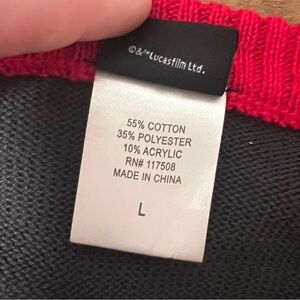 ©&™Lucasfilm Ltd.
55% COTTON
35% POLYESTER
10% ACRYLIC
RN# 117508
MADE IN CHINA
L